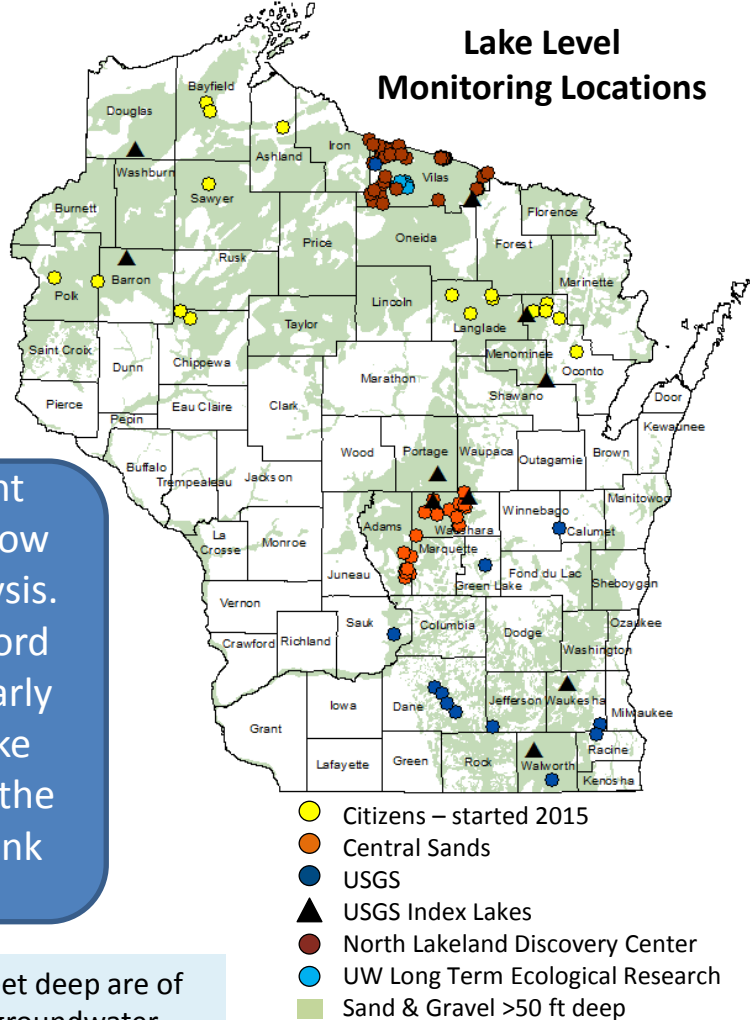 Lake Level
Monitoring Locations
Bayfield
Douglas
Ashland
Iron
Vilas
Washburn
Sawyer
Burnett
Florence
Price
Oneida
Forest
Rusk
Marinette
Barron
Polk
Lincoln
Langlade
Taylor
Saint Croix
Dunn
Chippewa
Menominee
Oconto
Marathon
Shawano
Door
Pierce
Eau Claire
Clark
Pepin
Kewaunee
Wood
Portage
Waupaca
Outagamie
Brown
Buffalo
Trempealeau
Jackson
Manitowoc
Winnebago
Adams
Waushara
Calumet
La
Crosse
Monroe
Marquette
Juneau
Green Lake
Fond du Lac
Sheboygan
Vernon
Sauk
Columbia
Dodge
Ozaukee
Crawford
Richland
Washington
Iowa
Dane
Jefferson
Waukesha
Milwaukee
Grant
Racine
Lafayette
Green
Rock
Walworth
Kenosha
nt
ow
ysis.
ord
arly
ke
the
nk
et deep are of
groundwater
Citizens – started 2015
Central Sands
USGS
USGS Index Lakes
North Lakeland Discovery Center
UW Long Term Ecological Research
Sand & Gravel >50 ft deep